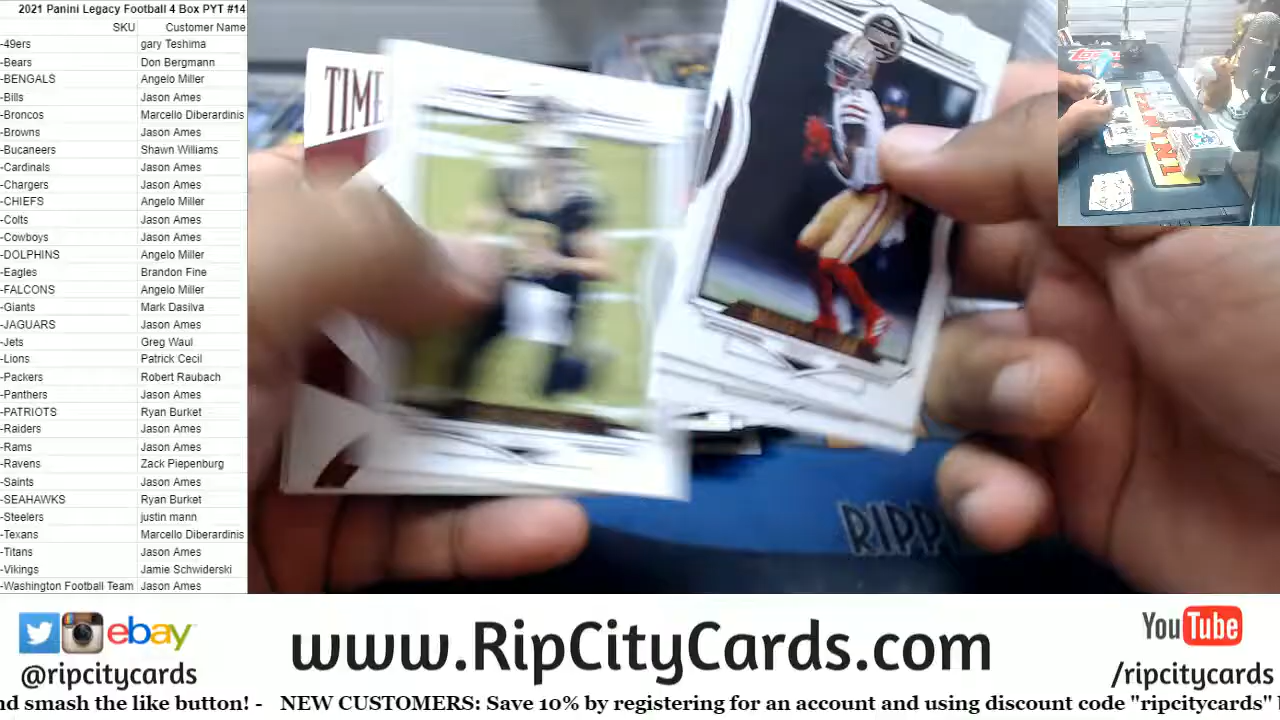 2021 Panini Legacy Football 4 Box PYT #14
SKU Customer Name
-49ers gary Teshima
-Bears Don Bergmann
-BENGALS Angelo Miller
-Bills Jason Ames
-Broncos Marcello Diberardinis
-Browns Jason Ames
-Bucaneers Shawn Williams
-Cardinals Jason Ames
-Chargers Jason Ames
-CHIEFS Angelo Miller
-Colts Jason Ames
-Cowboys Jason Ames
-DOLPHINS Angelo Miller
-Eagles Brandon Fine
-FALCONS Angelo Miller
-Giants Mark Dasilva
-JAGUARS Jason Ames
-Jets Greg Waul
-Lions Patrick Cecil
-Packers Robert Raubach
-Panthers Jason Ames
-PATRIOTS Ryan Burket
-Raiders Jason Ames
-Rams Jason Ames
-Ravens Zack Piepenburg
-Saints Jason Ames
-SEAHAWKS Ryan Burket
-Steelers justin mann
-Texans Marcello Diberardinis
-Titans Jason Ames
-Vikings Jamie Schwiderski
-Washington Football Team Jason Ames
TIME
RIPP
ebay
@ripcitycards
www.RipCityCards.com
YouTube
/ripcitycards
nd smash the like button! - NEW CUSTOMERS: Save 10% by registering for an account and using discount code "ripcitycards"